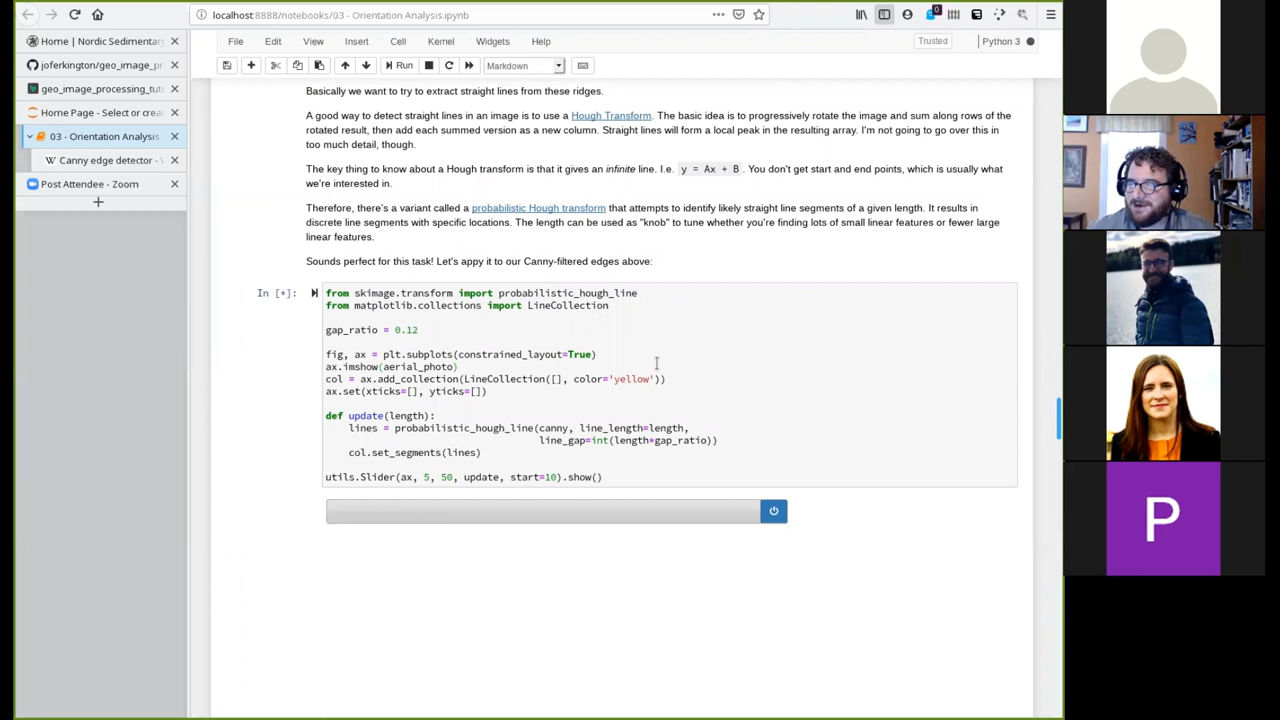 localhost:8888/notebooks/03 - Orientation Analysis.ipynb
0
Home | Nordic Sedimentary
joferkington/geo_image_pr
geo_image_processing_tuto
Home Page - Select or create
03 - Orientation Analysis
Canny edge detector - W
Post Attendee - Zoom
File Edit View Insert Cell Kernel Widgets Help Trusted Python 3
Run Markdown
Basically we want to try to extract straight lines from these ridges.
A good way to detect straight lines in an image is to use a Hough Transform. The basic idea is to progressively rotate the image and sum along rows of the
rotated result, then add each summed version as a new column. Straight lines will form a local peak in the resulting array. I'm not going to go over this in
too much detail, though.
The key thing to know about a Hough transform is that it gives an infinite line. I.e. y = Ax + B . You don't get start and end points, which is usually what
we're interested in.
Therefore, there's a variant called a probabilistic Hough transform that attempts to identify likely straight line segments of a given length. It results in
discrete line segments with specific locations. The length can be used as "knob" to tune whether you're finding lots of small linear features or fewer large
linear features.
Sounds perfect for this task! Let's appy it to our Canny-filtered edges above:
In [*]:
from skimage.transform import probabilistic_hough_line
from matplotlib.collections import LineCollection
gap_ratio = 0.12
fig, ax = plt.subplots(constrained_layout=True)
ax.imshow(aerial_photo)
col = ax.add_collection(LineCollection([], color='yellow'))
ax.set(xticks=[], yticks=[])
def update(length):
lines = probabilistic_hough_line(canny, line_length=length,
line_gap=int(length*gap_ratio))
col.set_segments(lines)
utils.Slider(ax, 5, 50, update, start=10).show()
P